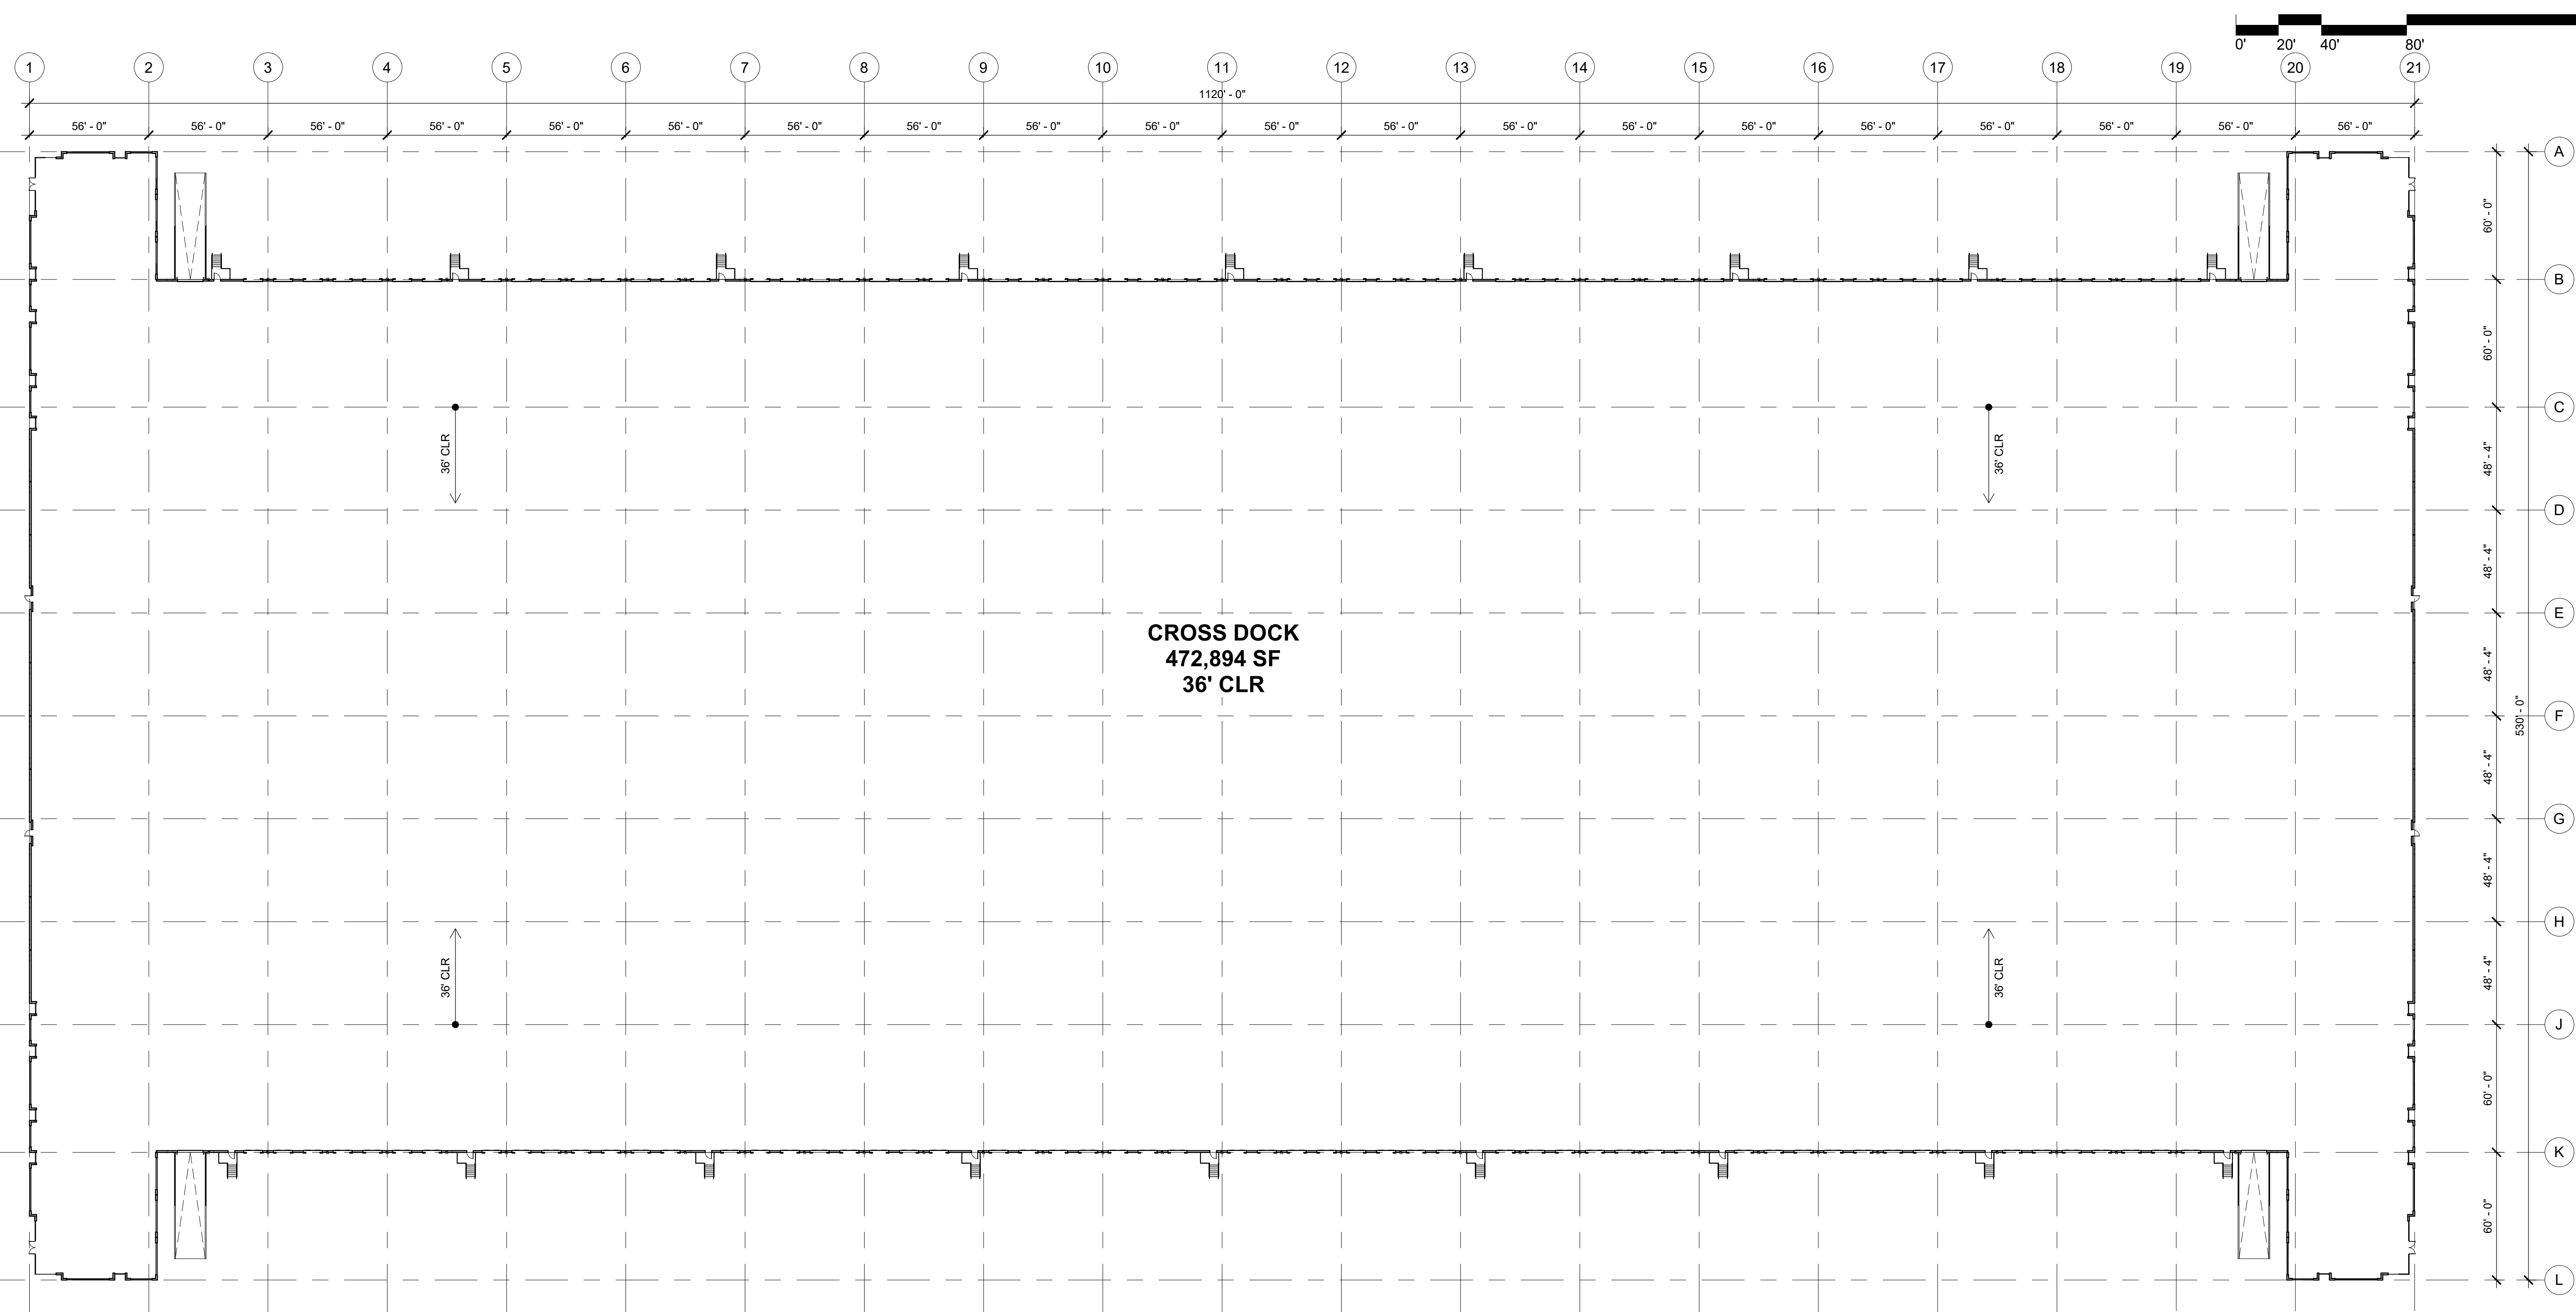 0' 20' 40' 80'
1 2 3 4 5 6 7 8 9 10 11 12 13 14 15 16 17 18 19 20 21
1120' - 0"
56' - 0" 56' - 0" 56' - 0" 56' - 0" 56' - 0" 56' - 0" 56' - 0" 56' - 0" 56' - 0" 56' - 0" 56' - 0" 56' - 0" 56' - 0" 56' - 0" 56' - 0" 56' - 0" 56' - 0" 56' - 0" 56' - 0" 56' - 0"
A
60' - 0"
B
60' - 0"
C
36' CLR
36' CLR
48' - 4"
D
48' - 4"
E
CROSS DOCK
472,894 SF
36' CLR
48' - 4"
F
530' - 0"
48' - 4"
G
48' - 4"
H
36' CLR
36' CLR
48' - 4"
J
60' - 0"
K
60' - 0"
L